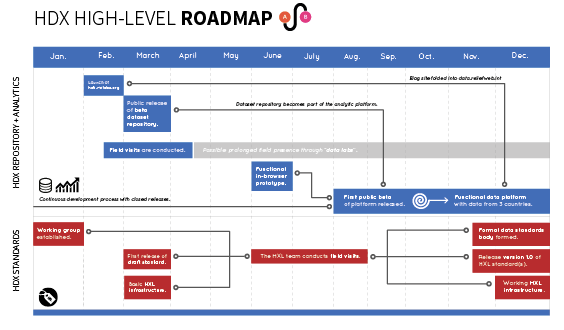 HDX HIGH-LEVEL ROADMAP A B
Jan. Feb. March April May June July Aug. Sep. Oct. Nov. Dec.
HDX REPOSITORY + ANALYTICS
Blog site folded into data.reliefweb.int
Launch of
Public release
of beta
dataset
repository.
Dataset repository becomes part of the analytic platform.
Field visits are conducted.
Possible prolonged field presence through "data labs".
Functional
in-browser
prototype.
Continuous development process with closed releases.
First public beta
of platform released.
Functional data platform
with data from 3 countries.
HDX STANDARDS
Working group
established.
First release of
draft standard.
Basic HXL
infrastructure.
The HXL team conducts field visits.
Formal data standards
body formed.
Release version 1.0 of
HXL standard(s).
Working HXL
infrastructure.